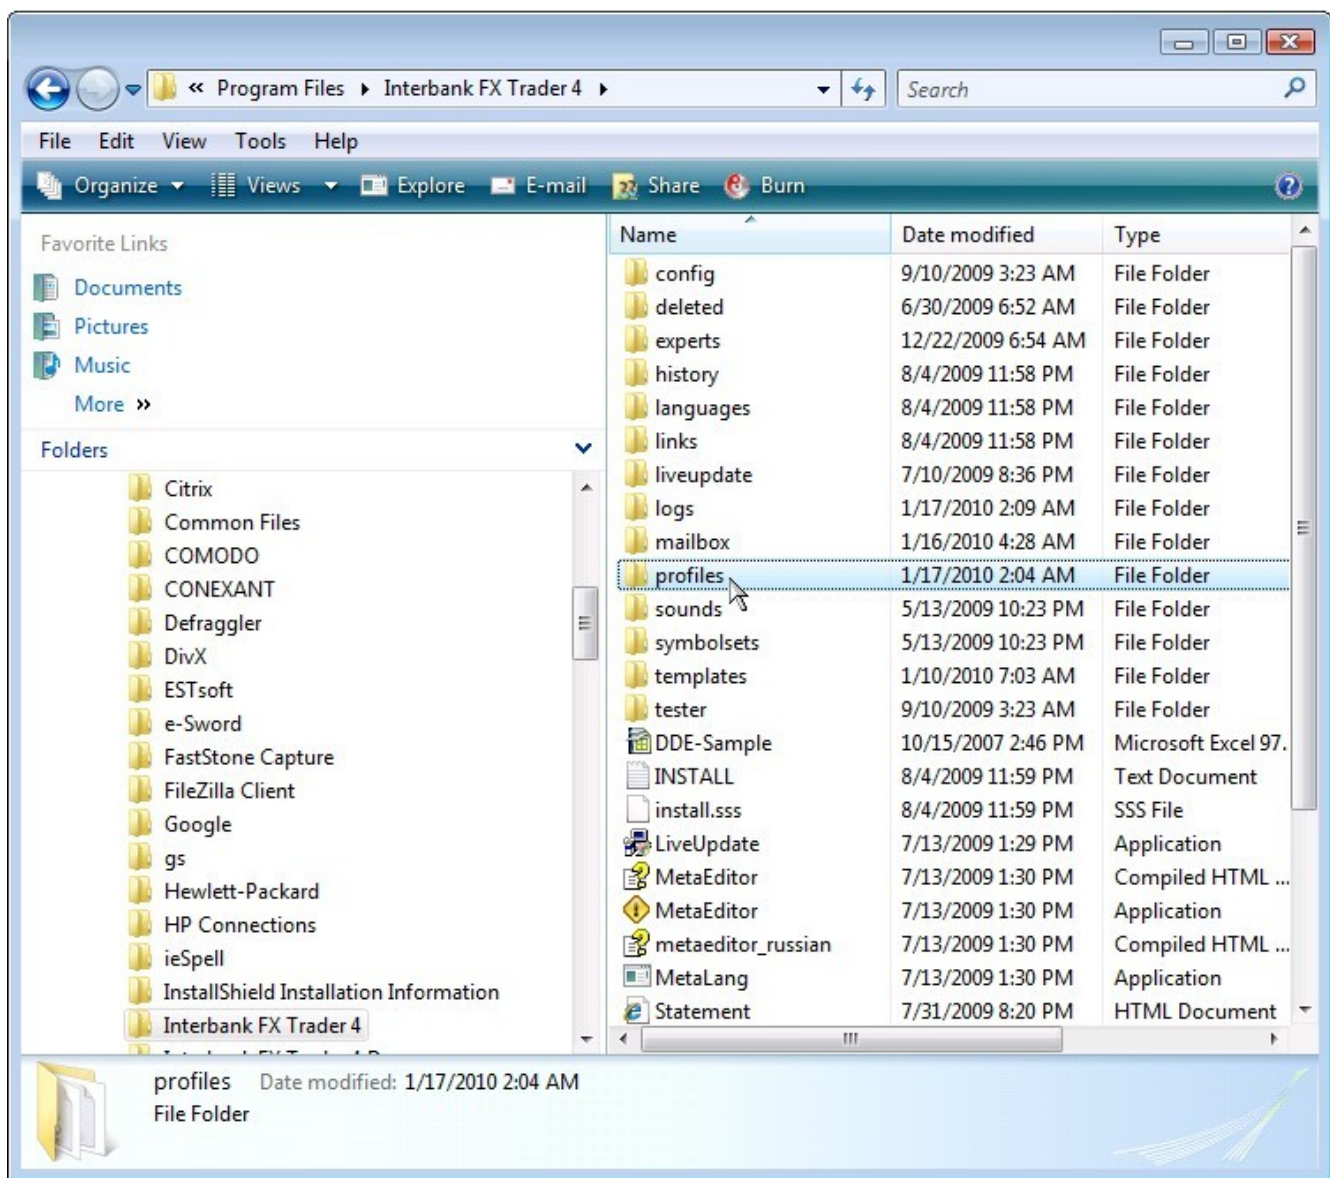 « Program Files ▸ Interbank FX Trader 4 ▸
Search
File Edit View Tools Help
Organize Views Explore E-mail Share Burn
Favorite Links
Documents
Pictures
Music
More »
Folders
Citrix
Common Files
COMODO
CONEXANT
Defraggler
DivX
ESTsoft
e-Sword
FastStone Capture
FileZilla Client
Google
gs
Hewlett-Packard
HP Connections
ieSpell
InstallShield Installation Information
Interbank FX Trader 4
Name Date modified Type
config 9/10/2009 3:23 AM File Folder
deleted 6/30/2009 6:52 AM File Folder
experts 12/22/2009 6:54 AM File Folder
history 8/4/2009 11:58 PM File Folder
languages 8/4/2009 11:58 PM File Folder
links 8/4/2009 11:58 PM File Folder
liveupdate 7/10/2009 8:36 PM File Folder
logs 1/17/2010 2:09 AM File Folder
mailbox 1/16/2010 4:28 AM File Folder
profiles 1/17/2010 2:04 AM File Folder
sounds 5/13/2009 10:23 PM File Folder
symbolsets 5/13/2009 10:23 PM File Folder
templates 1/10/2010 7:03 AM File Folder
tester 9/10/2009 3:23 AM File Folder
DDE-Sample 10/15/2007 2:46 PM Microsoft Excel 97.
INSTALL 8/4/2009 11:59 PM Text Document
install.sss 8/4/2009 11:59 PM SSS File
LiveUpdate 7/13/2009 1:29 PM Application
MetaEditor 7/13/2009 1:30 PM Compiled HTML ...
MetaEditor 7/13/2009 1:30 PM Application
metaeditor_russian 7/13/2009 1:30 PM Compiled HTML ...
MetaLang 7/13/2009 1:30 PM Application
Statement 7/31/2009 8:20 PM HTML Document
profiles Date modified: 1/17/2010 2:04 AM
File Folder